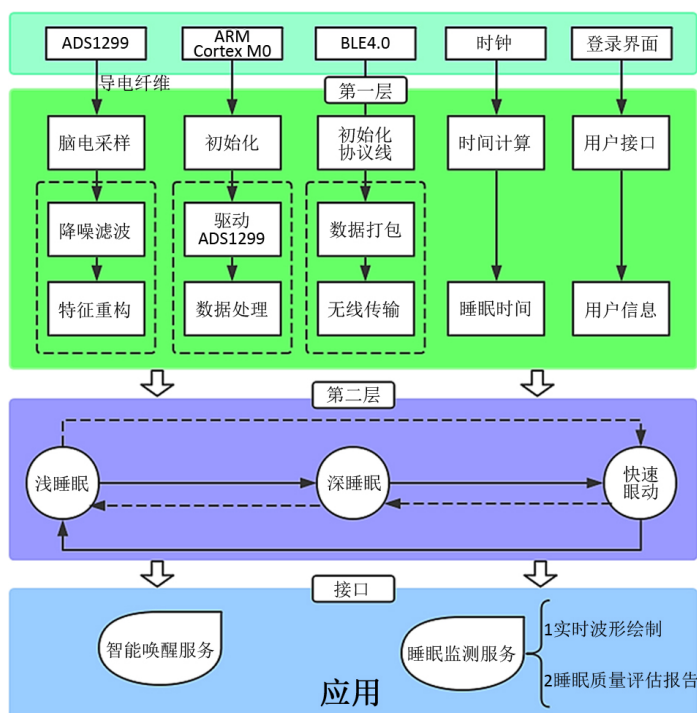 ADS1299
ARM
Cortex M0
BLE4.0
时钟
登录界面
导电纤维
第一层
脑电采样
初始化
初始化
协议线
时间计算
用户接口
降噪滤波
驱动
ADS1299
数据打包
特征重构
数据处理
无线传输
睡眠时间
用户信息
第二层
浅睡眠
深睡眠
快速
眼动
接口
智能唤醒服务
睡眠监测服务
1实时波形绘制
2睡眠质量评估报告
应用